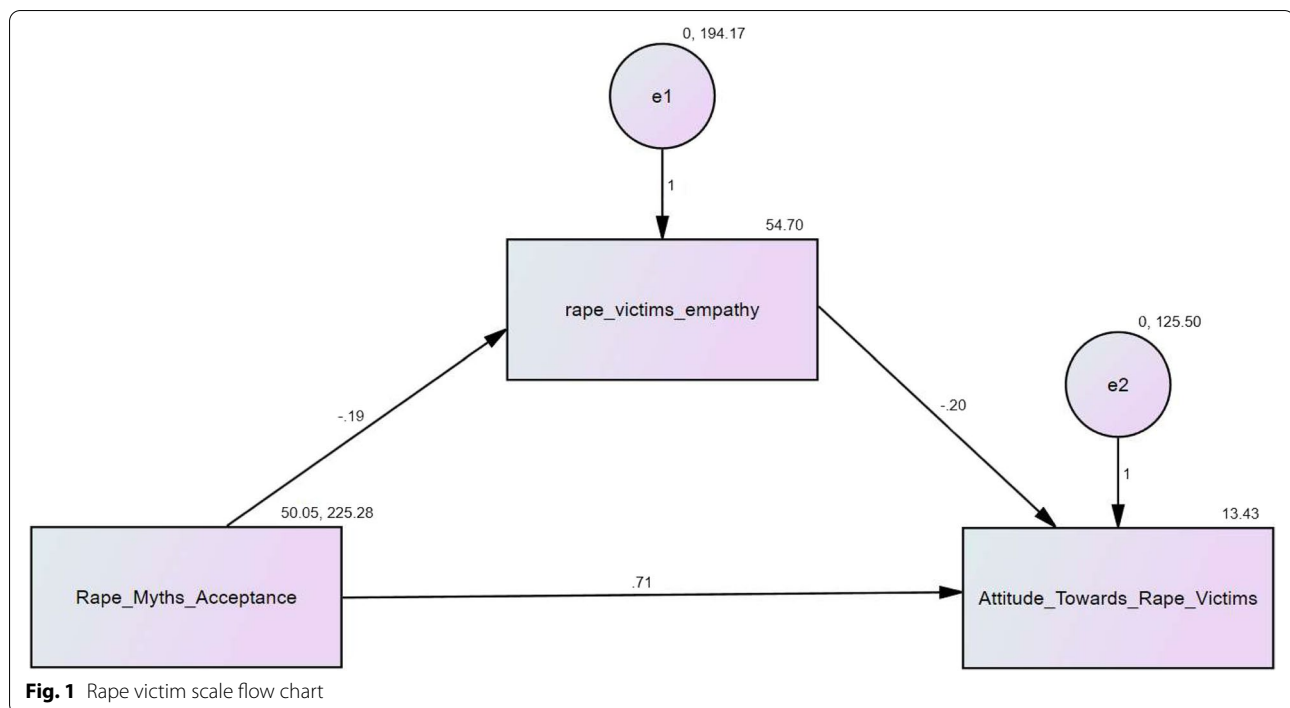 0, 194.17
e1
1
54.70
rape_victims_empathy
0, 125.50
e2
-.19
-.20
1
50.05, 225.28
13.43
Rape_Myths_Acceptance
.71
Attitude_Towards_Rape_Victims
Fig. 1 Rape victim scale flow chart